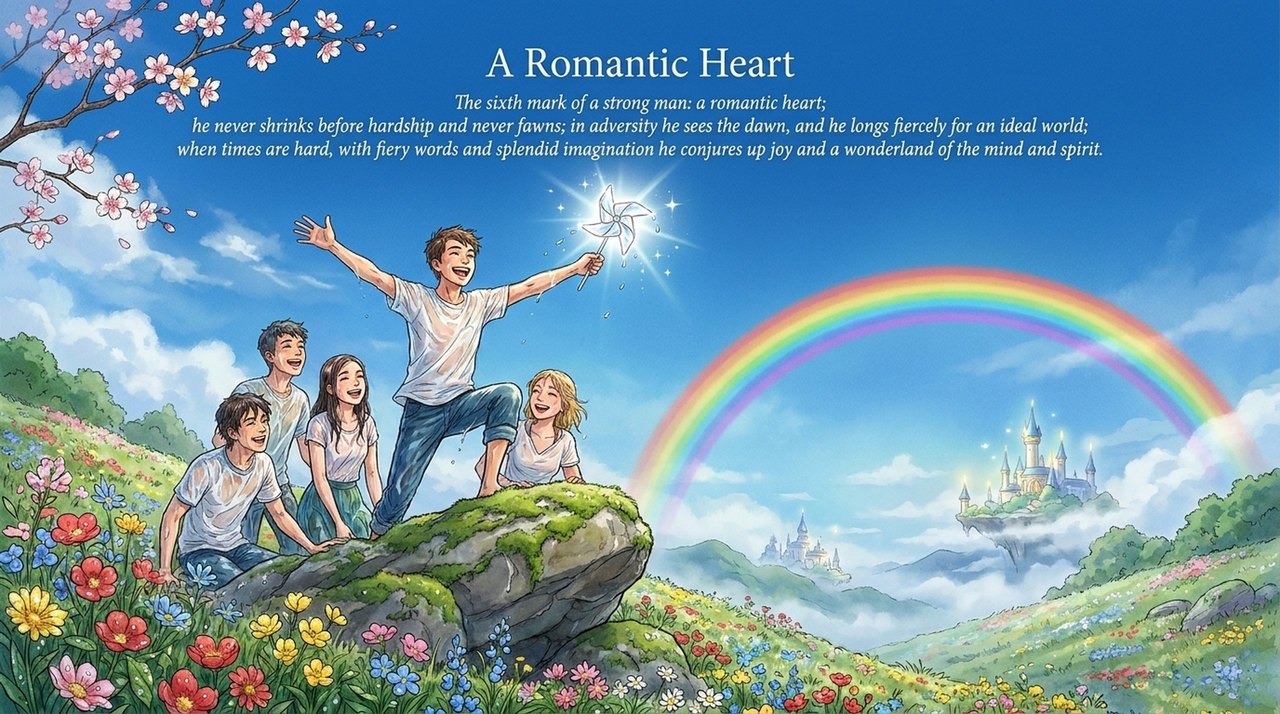 A Romantic Heart
The sixth mark of a strong man: a romantic heart;
he never shrinks before hardship and never fawns; in adversity he sees the dawn, and he longs fiercely for an ideal world;
when times are hard, with fiery words and splendid imagination he conjures up joy and a wonderland of the mind and spirit.